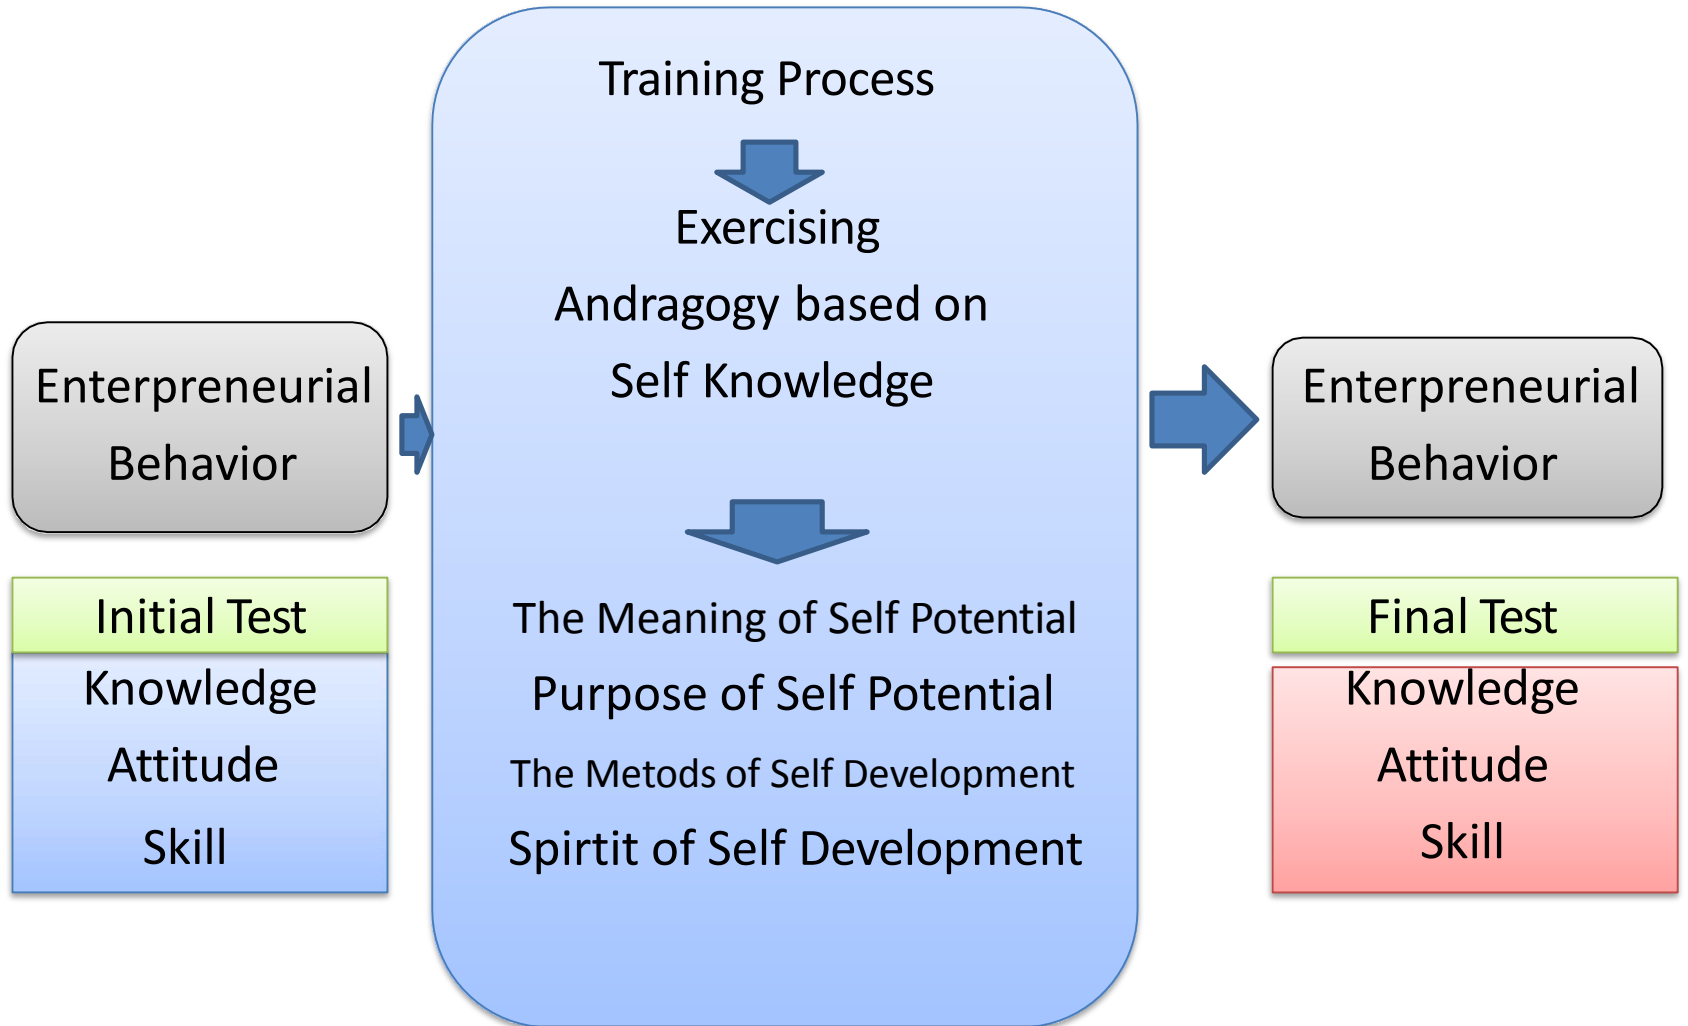 Training Process
Exercising
Andragogy based on
Self Knowledge
The Meaning of Self Potential
Purpose of Self Potential
The Metods of Self Development
Spirtit of Self Development
Enterpreneurial
Behavior
Initial Test
Knowledge
Attitude
Skill
Enterpreneurial
Behavior
Final Test
Knowledge
Attitude
Skill